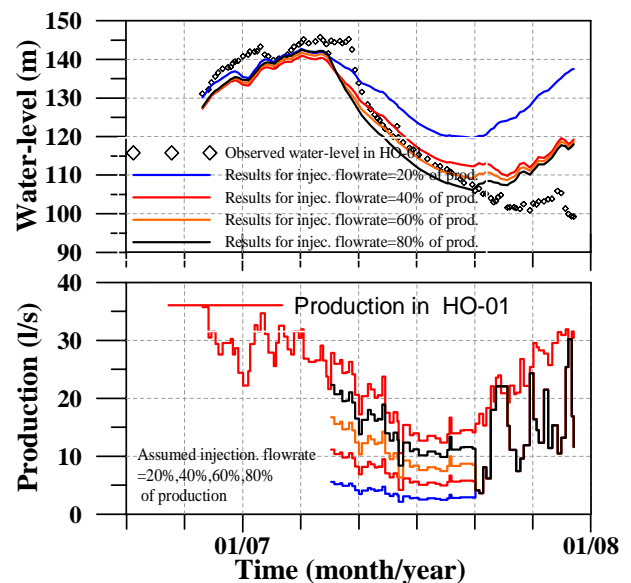 150
140
130
120
110
100
90
Water-level (m)
Observed water-level in HO-01
Results for injec. flowrate=20% of prod.
Results for injec. flowrate=40% of prod.
Results for injec. flowrate=60% of prod.
Results for injec. flowrate=80% of prod.
40
30
20
10
0
Production (l/s)
Production in HO-01
Assumed injection. flowrate
=20%,40%,60%,80%
of production
01/07
01/08
Time (month/year)